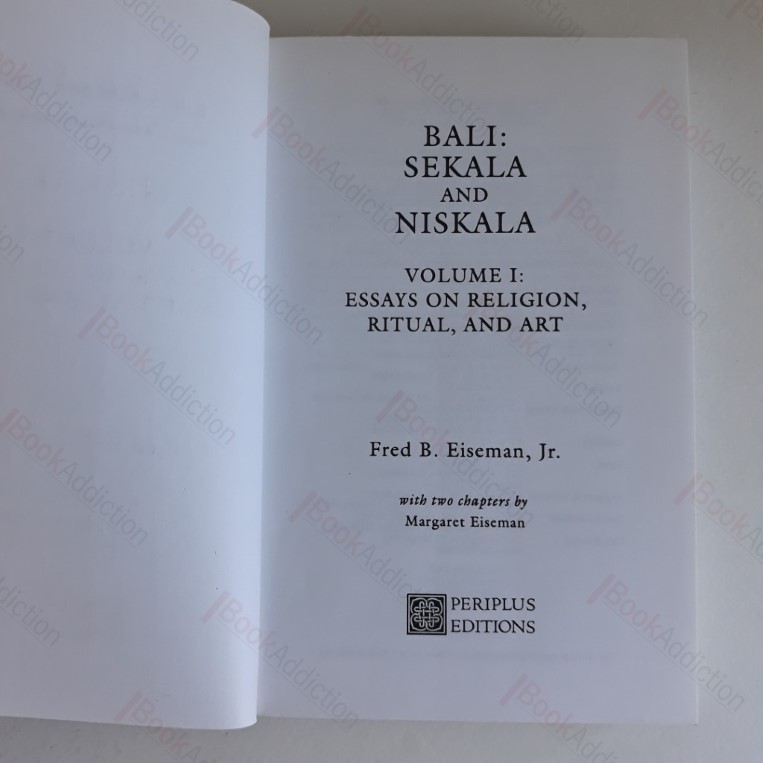 BALI:
SEKALA
AND
NISKALA
VOLUME I:
ESSAYS ON RELIGION,
RITUAL, AND ART
Fred B. Eiseman, Jr.
with two chapters by
Margaret Eiseman
PERIPLUS
EDITIONS
BookAddiction